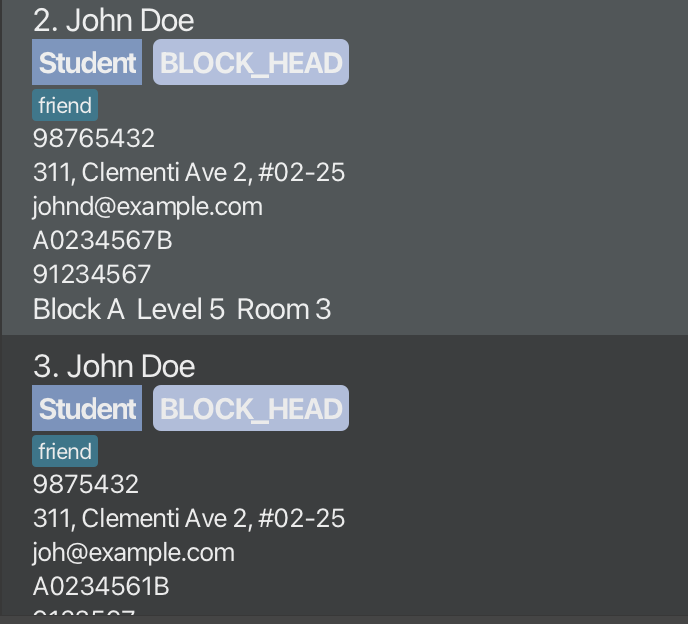 2. John Doe
Student BLOCK_HEAD
friend
98765432
311, Clementi Ave 2, #02-25
johnd@example.com
A0234567B
91234567
Block A Level 5 Room 3
3. John Doe
Student BLOCK_HEAD
friend
9875432
311, Clementi Ave 2, #02-25
joh@example.com
A0234561B